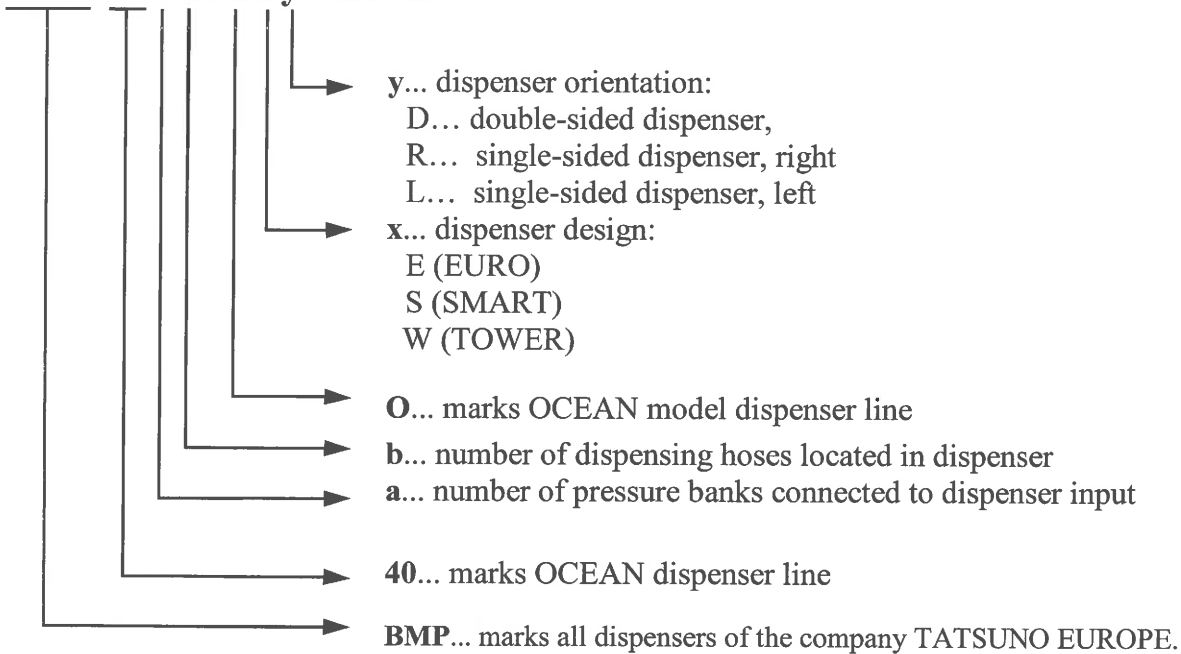 y... dispenser orientation:
D... double-sided dispenser,
R... single-sided dispenser, right
L... single-sided dispenser, left
x... dispenser design:
E (EURO)
S (SMART)
W (TOWER)
O... marks OCEAN model dispenser line
b... number of dispensing hoses located in dispenser
a... number of pressure banks connected to dispenser input
40... marks OCEAN dispenser line
BMP... marks all dispensers of the company TATSUNO EUROPE.